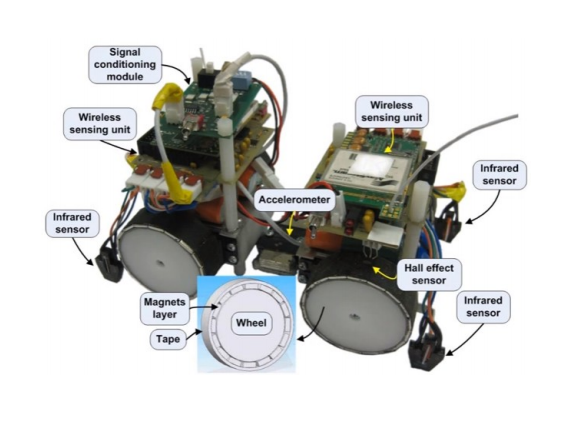 Signal
conditioning
module
Wireless
sensing unit
Wireless
sensing unit
Infrared
sensor
Accelerometer
Infrared
sensor
Hall effect
sensor
Magnets
layer
Wheel
Tape
Infrared
sensor